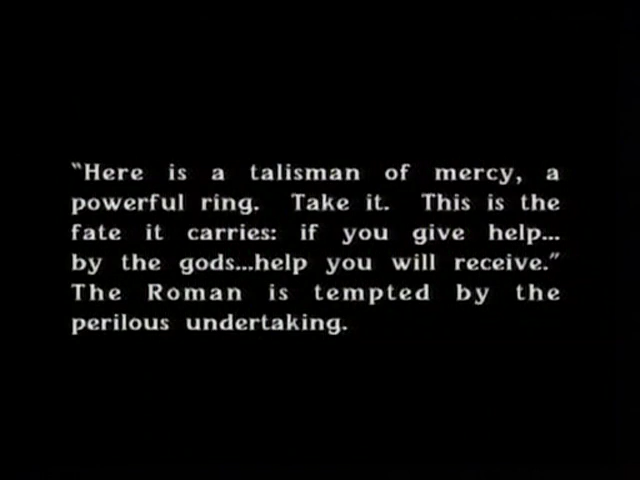 “Here is a talisman of mercy, a
powerful ring. Take it. This is the
fate it carries: if you give help...
by the gods...help you will receive.”
The Roman is tempted by the
perilous undertaking.